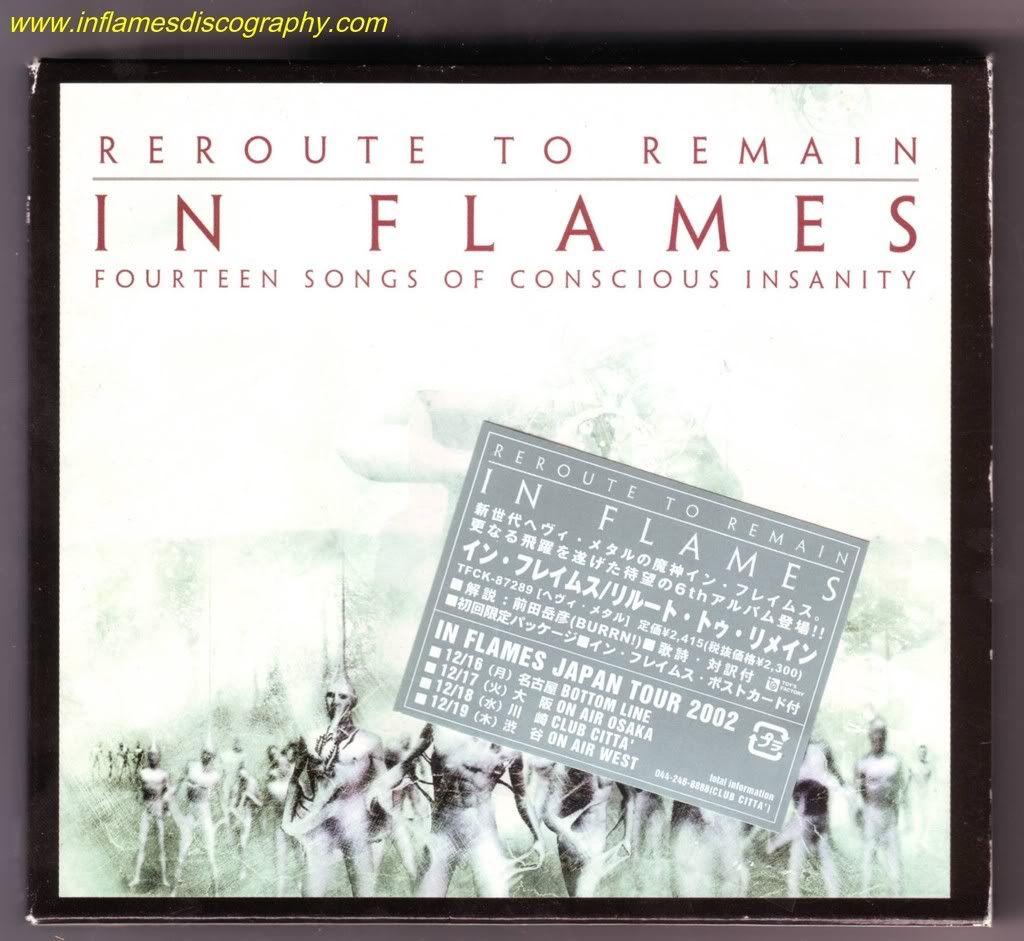 www.inflamesdiscography.com
REROUTE TO REMAIN
IN FLAMES
FOURTEEN SONGS OF CONSCIOUS INSANITY
REROUTE TO REMAIN
IN FLAMES
新世代ヘヴィ・メタルの魔神イン・フレイムス。
更なる飛躍を遂げた待望の6thアルバム登場!!
イン・フレイムス/リルート・トゥ・リメイン
TFCK-87289 [ヘヴィ・メタル] 定価¥2,415(税抜価格¥2,300)
■解説:前田岳彦(BURRN!)■歌詩・対訳付
■初回限定パッケージ■イン・フレイムス・ポストカード付
TOY'S FACTORY
IN FLAMES JAPAN TOUR 2002
■12/16 (月) 名古屋 BOTTOM LINE
■12/17 (火) 大 阪 ON AIR OSAKA
■12/18 (水) 川 崎 CLUB CITTA'
■12/19 (木) 渋 谷 ON AIR WEST
プラ
total information
044-246-8888(CLUB CITTA')